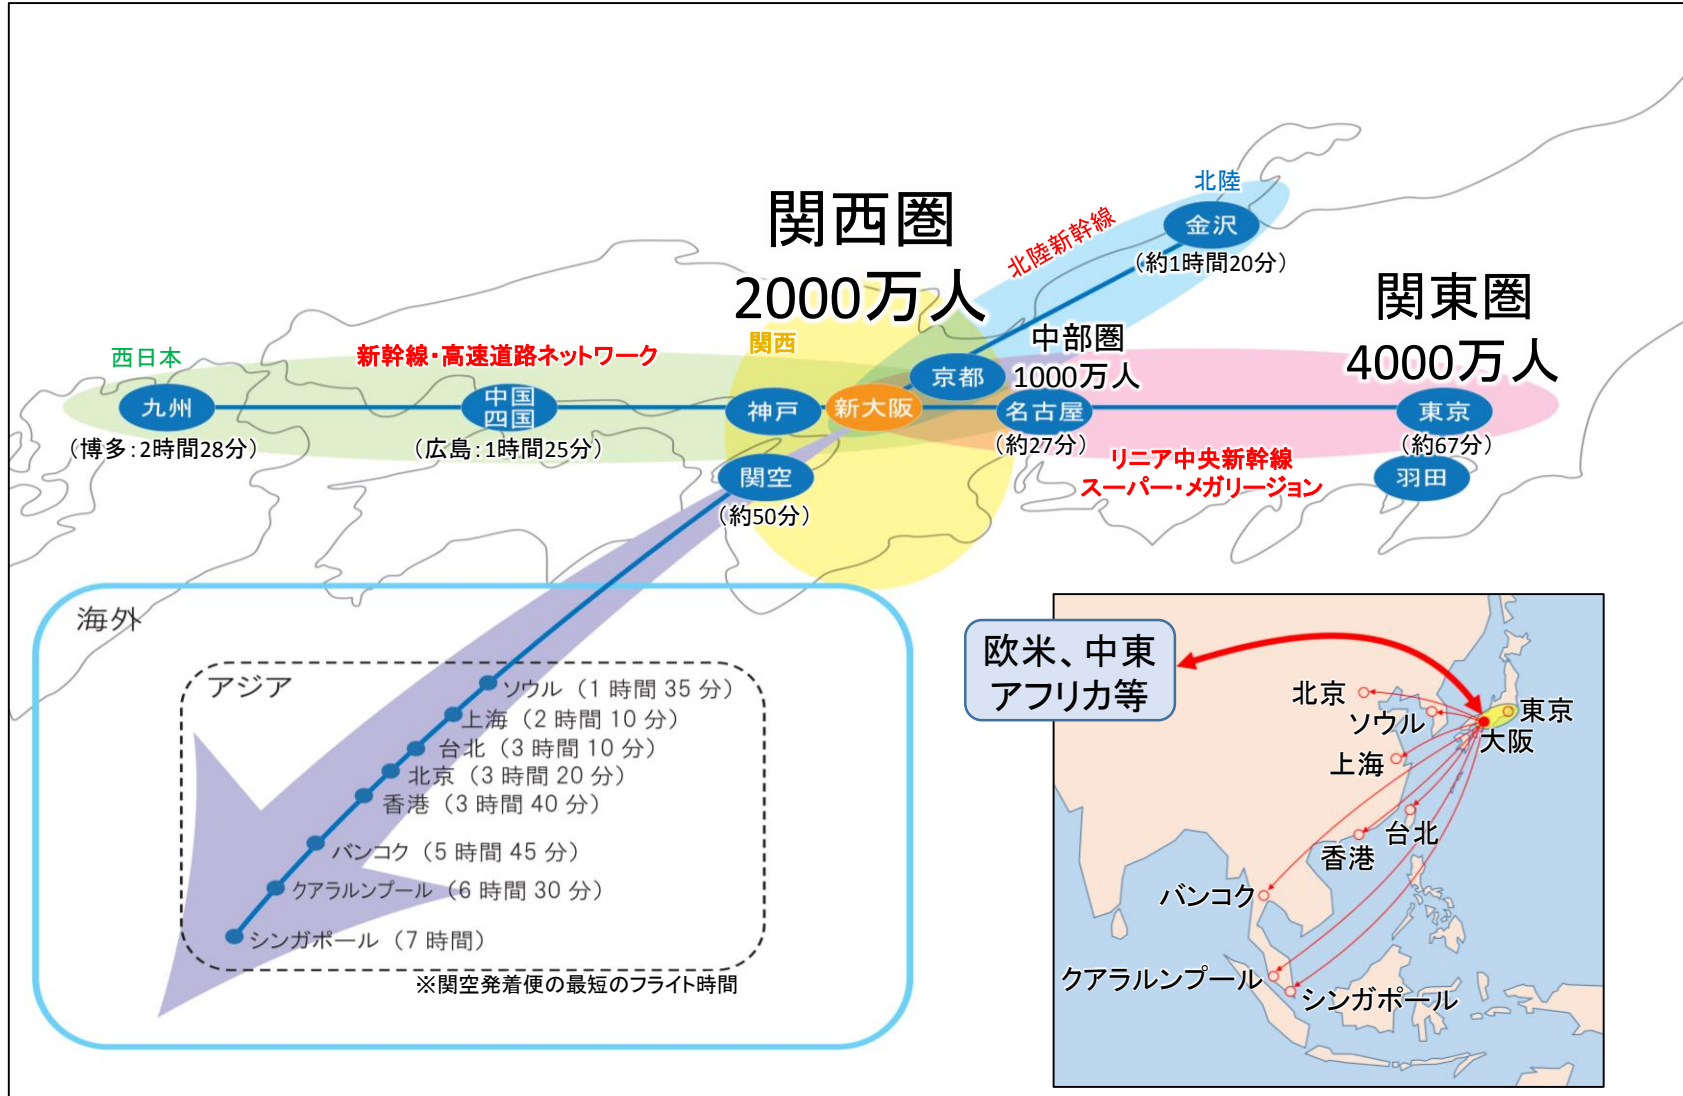 北陸
金沢
(約1時間20分)
北陸新幹線
関西圏
2000万人
関東圏
4000万人
関西
中部圏
1000万人
西日本
新幹線・高速道路ネットワーク
九州
(博多:2時間28分)
中国
四国
(広島:1時間25分)
神戸
新大阪
京都
名古屋
(約27分)
東京
(約67分)
羽田
リニア中央新幹線
スーパー・メガリージョン
関空
(約50分)
海外
アジア
ソウル(1時間35分)
上海(2時間10分)
台北(3時間10分)
北京(3時間20分)
香港(3時間40分)
バンコク(5時間45分)
クアラルンプール(6時間30分)
シンガポール(7時間)
※関空発着便の最短のフライト時間
欧米、中東
アフリカ等
北京
ソウル
東京
大阪
上海
台北
香港
バンコク
クアラルンプール
シンガポール